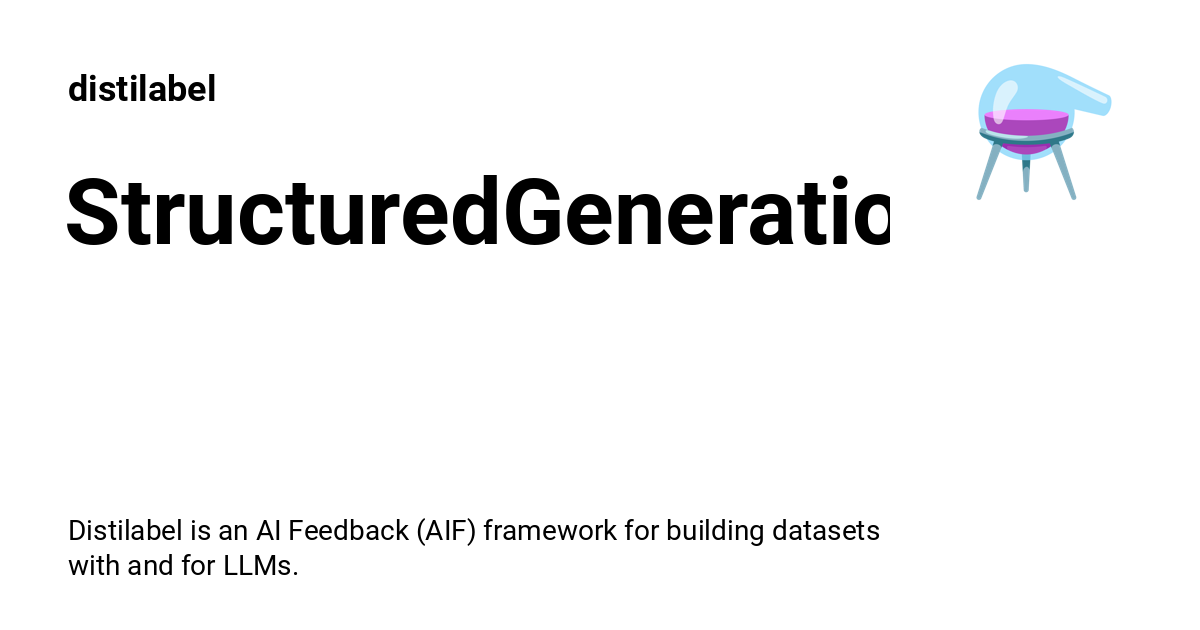 distilabel
StructuredGeneratio
Distilabel is an AI Feedback (AIF) framework for building datasets
with and for LLMs.